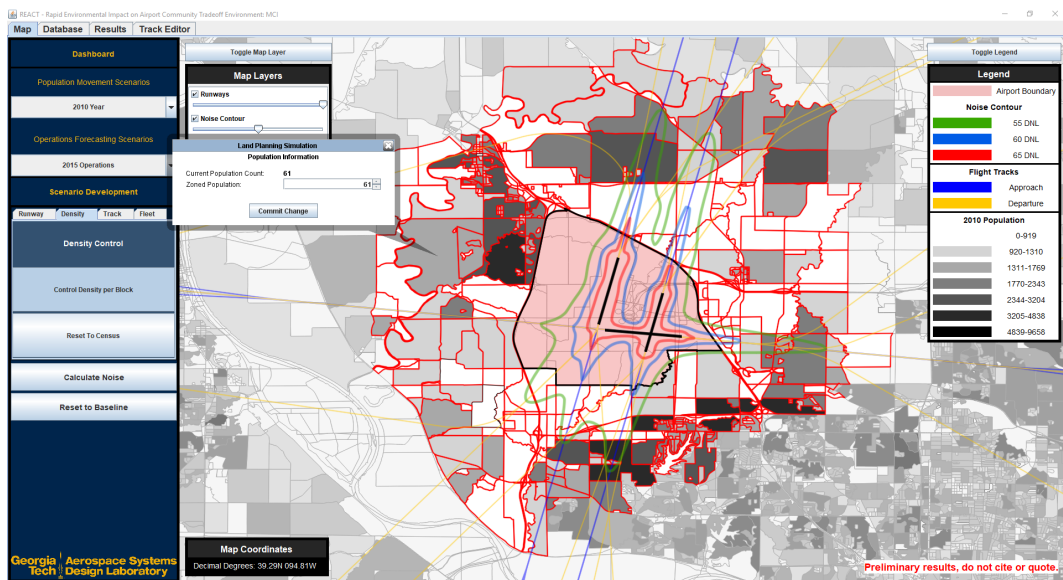 REACT - Rapid Environmental Impact on Airport Community Tradeoff Environment: MCI
Map Database Results Track Editor
Dashboard
Population Movement Scenarios
2010 Year
Operations Forecasting Scenarios
2015 Operations
Scenario Development
Runway Density Track Fleet
Density Control
Control Density per Block
Reset To Census
Calculate Noise
Reset to Baseline
Georgia Tech
Aerospace Systems Design Laboratory
Toggle Map Layer
Map Layers
Runways
Noise Contour
Land Planning Simulation
Population Information
Current Population Count: 61
Zoned Population: 61
Commit Change
Map Coordinates
Decimal Degrees: 39.29N 094.81W
Toggle Legend
Legend
Airport Boundary
Noise Contour
55 DNL
60 DNL
65 DNL
Flight Tracks
Approach
Departure
2010 Population
0-919
920-1310
1311-1769
1770-2343
2344-3204
3205-4838
4839-9658
Preliminary results, do not cite or quote.